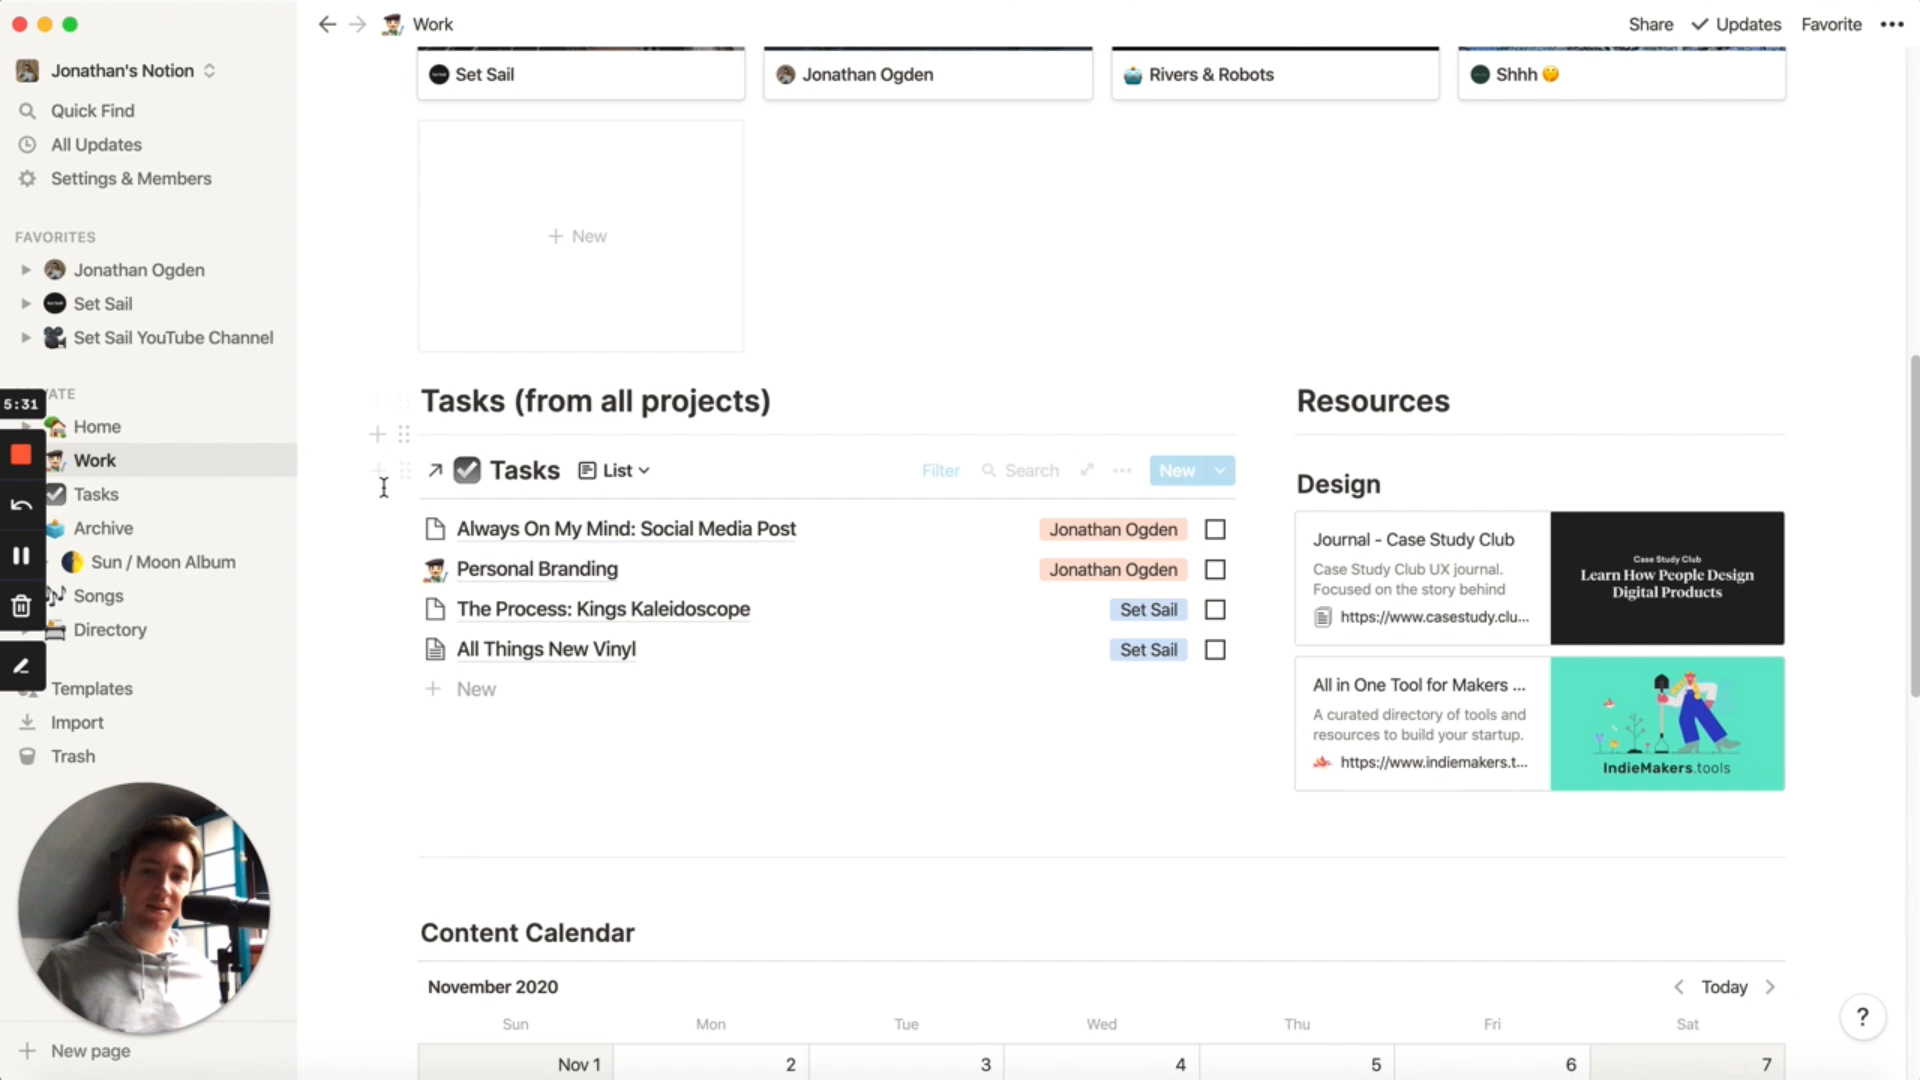 Work
Share
Updates
Favorite
Jonathan's Notion
Quick Find
All Updates
Settings & Members
FAVORITES
Jonathan Ogden
Set Sail
Set Sail YouTube Channel
ATE
5:31
Home
Work
Tasks
Archive
Sun / Moon Album
Songs
Directory
Templates
Import
Trash
New page
Set Sail
Jonathan Ogden
Rivers & Robots
Shhh
New
Tasks (from all projects)
Tasks
List
Filter
Search
New
Always On My Mind: Social Media Post
Jonathan Ogden
Personal Branding
Jonathan Ogden
The Process: Kings Kaleidoscope
Set Sail
All Things New Vinyl
Set Sail
New
Resources
Design
Journal - Case Study Club
Case Study Club UX journal.
Focused on the story behind
https://www.casestudy.clu...
Case Study Club
Learn How People Design
Digital Products
All in One Tool for Makers ...
A curated directory of tools and
resources to build your startup.
https://www.indiemakers.t...
IndieMakers.tools
Content Calendar
November 2020
Today
Sun Mon Tue Wed Thu Fri Sat
Nov 1 2 3 4 5 6 7
?